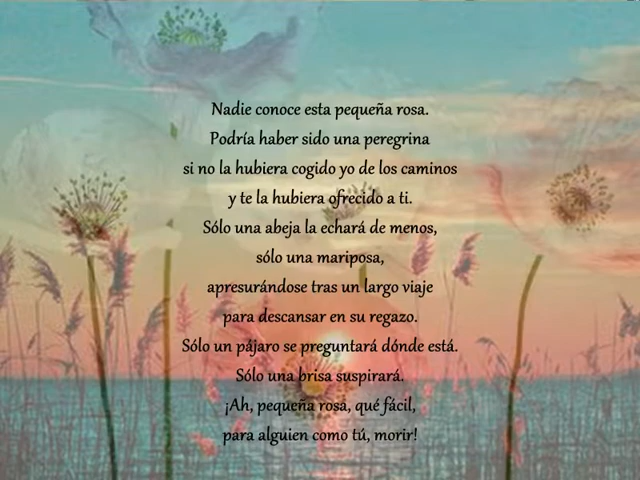 Nadie conoce esta pequeña rosa.
Podría haber sido una peregrina
si no la hubiera cogido yo de los caminos
y te la hubiera ofrecido a ti.
Sólo una abeja la echará de menos,
sólo una mariposa,
apresurándose tras un largo viaje
para descansar en su regazo.
Sólo un pájaro se preguntará dónde está.
Sólo una brisa suspirará.
¡Ah, pequeña rosa, qué fácil,
para alguien como tú, morir!